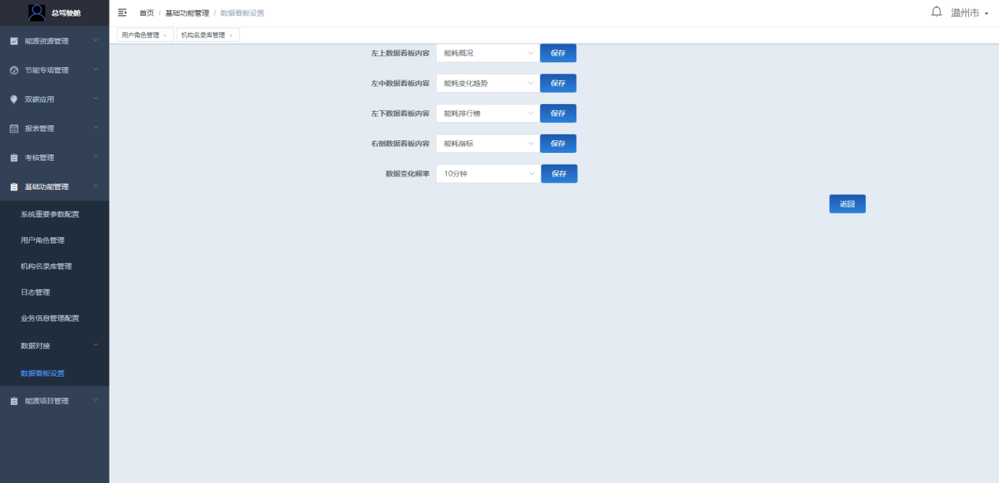 总驾驶舱
首页 / 基础功能管理 / 数据看板设置
温州市
用户角色管理 ×
机构名录库管理 ×
能源资源管理
节能专项管理
双碳应用
报表管理
考核管理
基础功能管理
系统重要参数配置
用户角色管理
机构名录库管理
日志管理
业务信息管理配置
数据对接
数据看板设置
能源项目管理
左上数据看板内容 能耗概况 保存
左中数据看板内容 能耗变化趋势 保存
左下数据看板内容 能耗排行榜 保存
右侧数据看板内容 能耗指标 保存
数据变化频率 10分钟 保存
返回